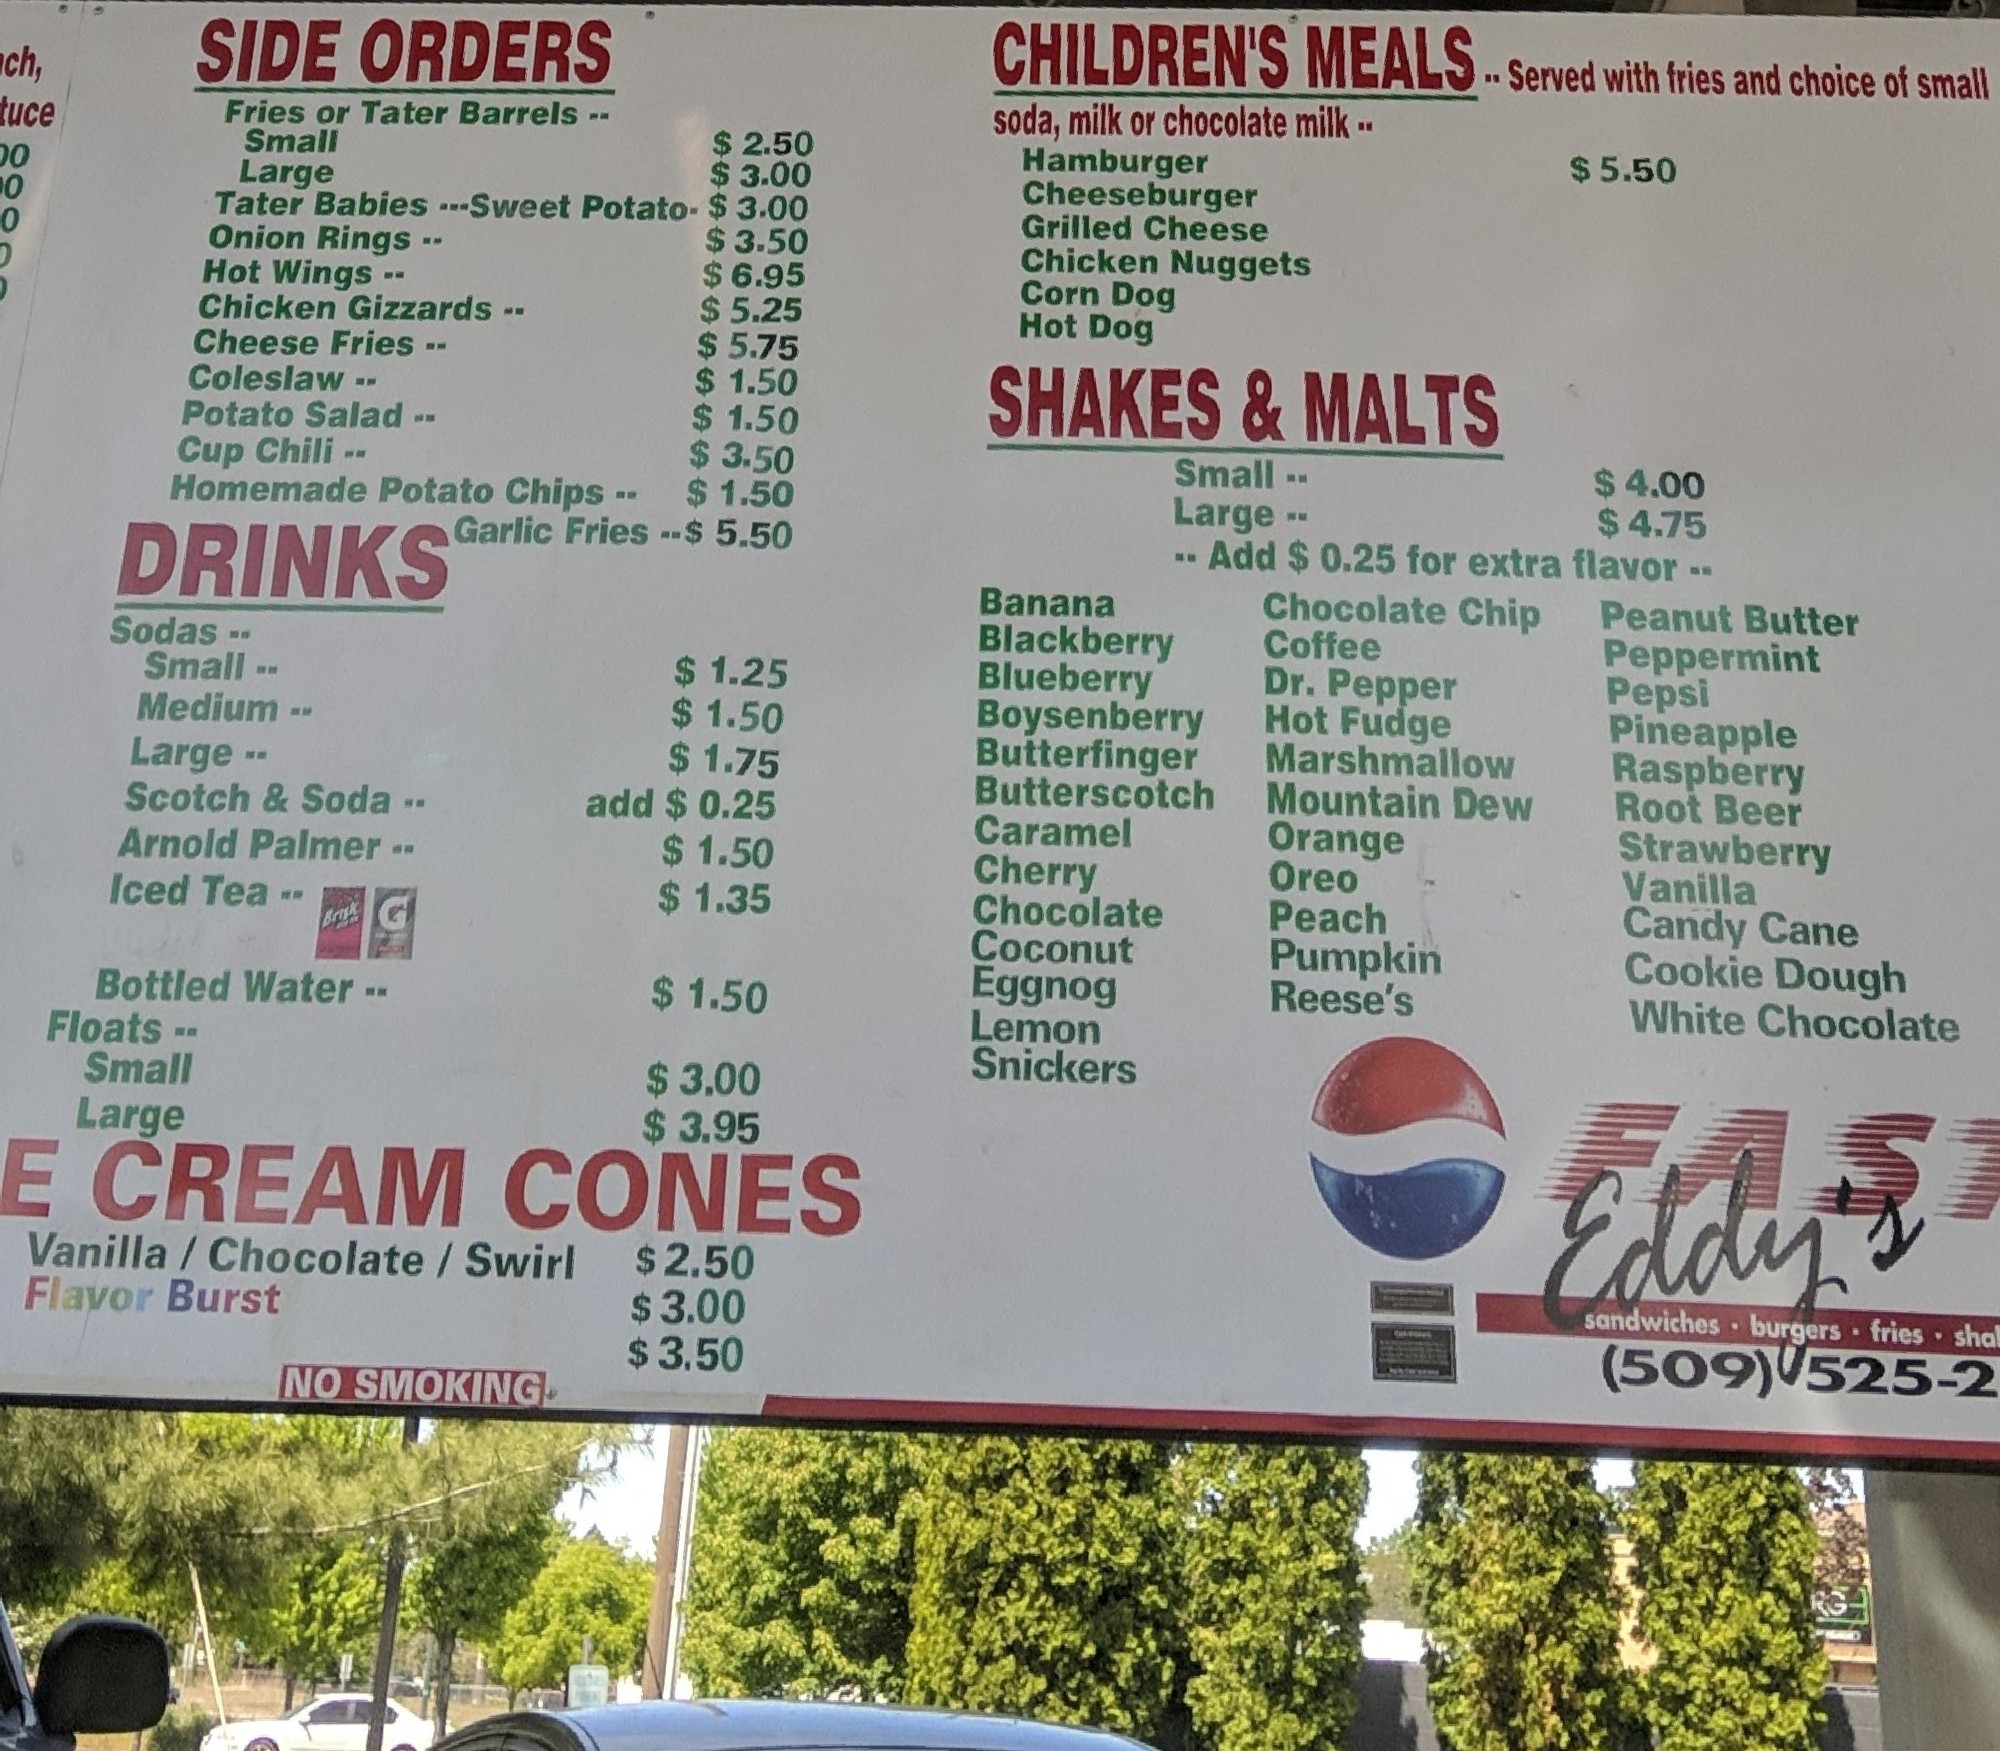 ch,
tuce
SIDE ORDERS
Fries or Tater Barrels --
Small $ 2.50
Large $ 3.00
Tater Babies ---Sweet Potato- $ 3.00
Onion Rings -- $ 3.50
Hot Wings -- $ 6.95
Chicken Gizzards -- $ 5.25
Cheese Fries -- $ 5.75
Coleslaw -- $ 1.50
Potato Salad -- $ 1.50
Cup Chili -- $ 3.50
Homemade Potato Chips -- $ 1.50
Garlic Fries --$ 5.50
DRINKS
Sodas --
Small -- $ 1.25
Medium -- $ 1.50
Large -- $ 1.75
Scotch & Soda -- add $ 0.25
Arnold Palmer -- $ 1.50
Iced Tea -- $ 1.35
Brisk G
Bottled Water -- $ 1.50
Floats --
Small $ 3.00
Large $ 3.95
E CREAM CONES
Vanilla / Chocolate / Swirl $ 2.50
Flavor Burst $ 3.00
$ 3.50
NO SMOKING
CHILDREN'S MEALS -- Served with fries and choice of small
soda, milk or chocolate milk --
Hamburger $ 5.50
Cheeseburger
Grilled Cheese
Chicken Nuggets
Corn Dog
Hot Dog
SHAKES & MALTS
Small -- $ 4.00
Large -- $ 4.75
-- Add $ 0.25 for extra flavor --
Banana
Blackberry
Blueberry
Boysenberry
Butterfinger
Butterscotch
Caramel
Cherry
Chocolate
Coconut
Eggnog
Lemon
Snickers
Chocolate Chip
Coffee
Dr. Pepper
Hot Fudge
Marshmallow
Mountain Dew
Orange
Oreo
Peach
Pumpkin
Reese's
Peanut Butter
Peppermint
Pepsi
Pineapple
Raspberry
Root Beer
Strawberry
Vanilla
Candy Cane
Cookie Dough
White Chocolate
FAST
Eddy's
sandwiches • burgers • fries • sha
(509) 525-2
RG